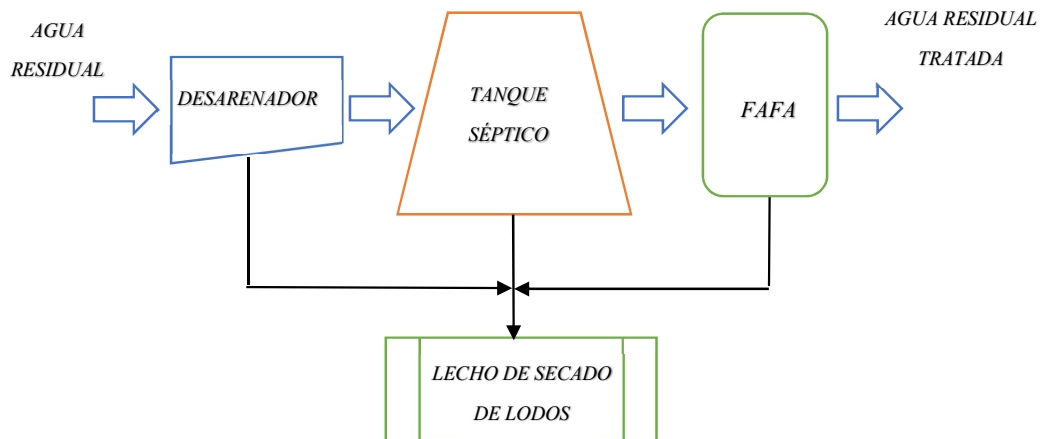 AGUA
RESIDUAL
DESARENADOR
TANQUE
SÉPTICO
FAFA
AGUA RESIDUAL
TRATADA
LECHO DE SECADO
DE LODOS